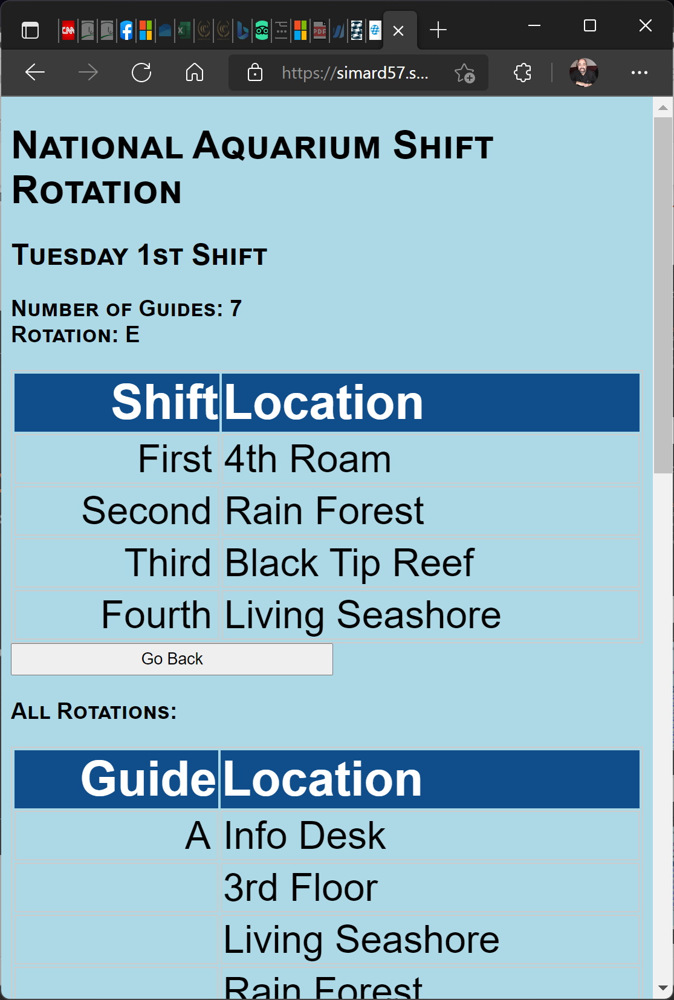 CNN
PDF
https://simard57.s...
National Aquarium Shift
Rotation
Tuesday 1st Shift
Number of Guides: 7
Rotation: E
Shift Location
First 4th Roam
Second Rain Forest
Third Black Tip Reef
Fourth Living Seashore
Go Back
All Rotations:
Guide Location
A Info Desk
3rd Floor
Living Seashore
Rain Forest